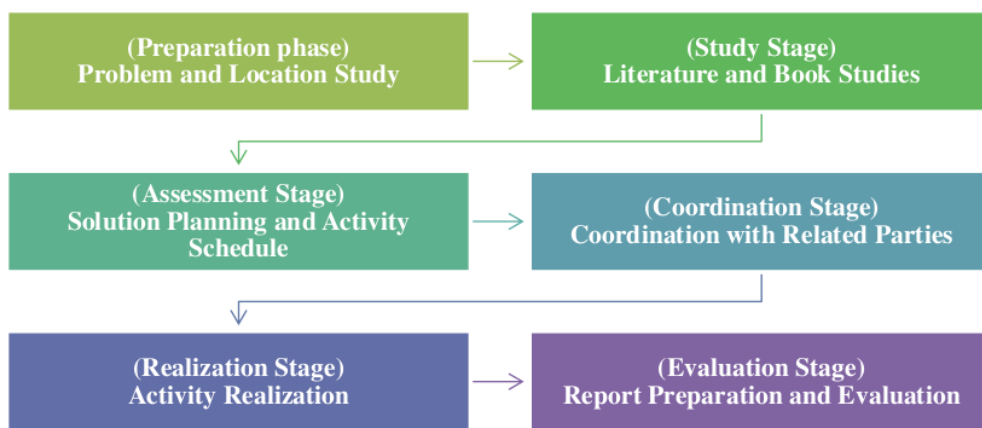 (Preparation phase)
Problem and Location Study
(Study Stage)
Literature and Book Studies
(Assessment Stage)
Solution Planning and Activity
Schedule
(Coordination Stage)
Coordination with Related Parties
(Realization Stage)
Activity Realization
(Evaluation Stage)
Report Preparation and Evaluation